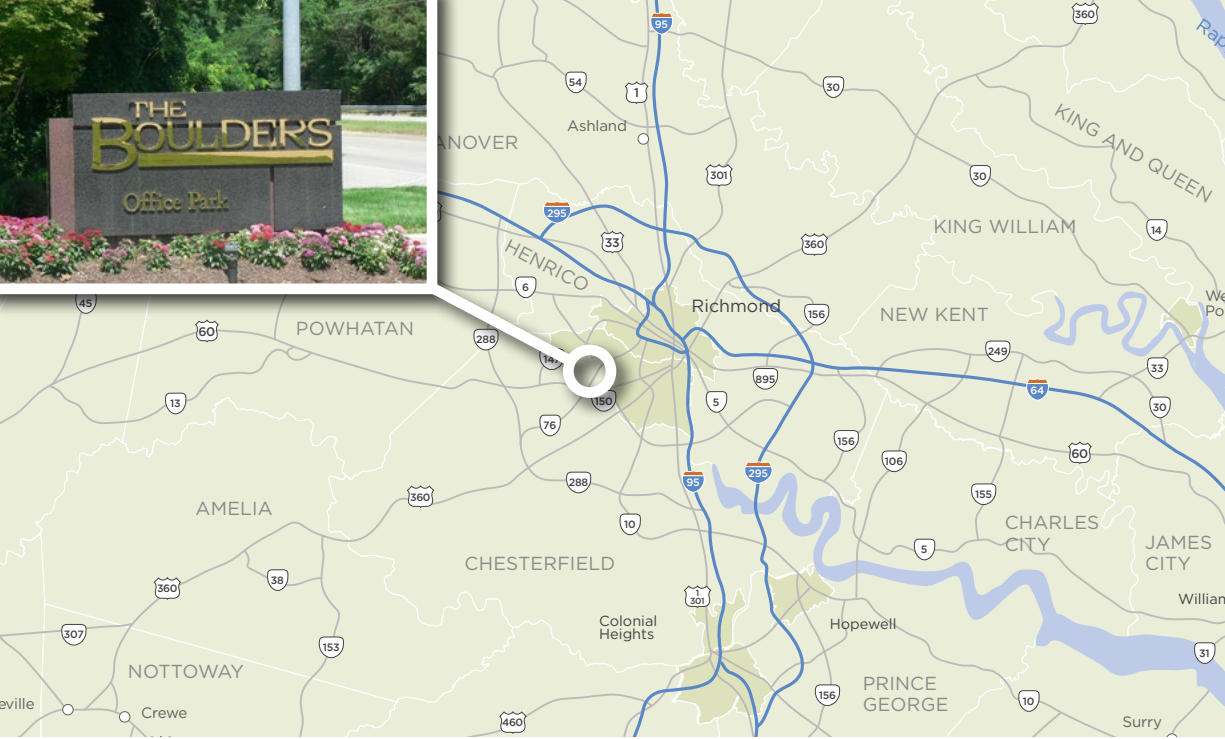 THE
BOULDERS
Office Park
95
360
54
1
30
Ashland
301
KING AND QUEEN
30
295
33
360
KING WILLIAM
14
HENRICO
6
Richmond
156
NEW KENT
45
60
POWHATAN
288
147
249
33
895
64
13
150
5
30
76
156
60
106
288
95
295
155
360
AMELIA
10
CHARLES
CITY
5
JAMES
CITY
CHESTERFIELD
360
38
1
301
Colonial
Heights
Hopewell
307
153
31
NOTTOWAY
PRINCE
GEORGE
156
10
Crewe
460
Surry